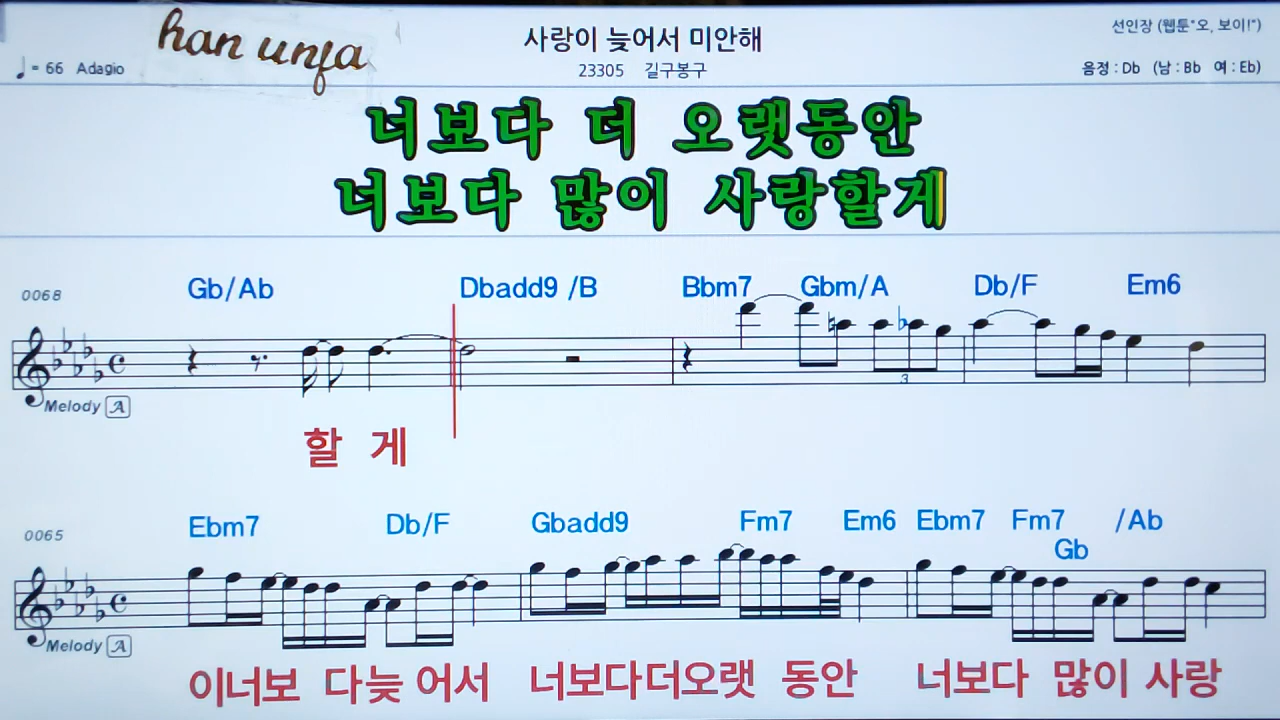 han unfa
사랑이 늦어서 미안해
선인장 (웹툰"오, 보이!")
♩= 66 Adagio
23305 길구봉구
음정 : Db (남 : Bb 여 : Eb)
너보다 더 오랫동안
너보다 많이 사랑할게
0068 Gb/Ab Dbadd9 /B Bbm7 Gbm/A Db/F Em6
3
Melody A
할 게
0065 Ebm7 Db/F Gbadd9 Fm7 Em6 Ebm7 Fm7 /Ab
Gb
Melody A
이너보 다늦 어서 너보다더오랫 동안 너보다 많이 사랑